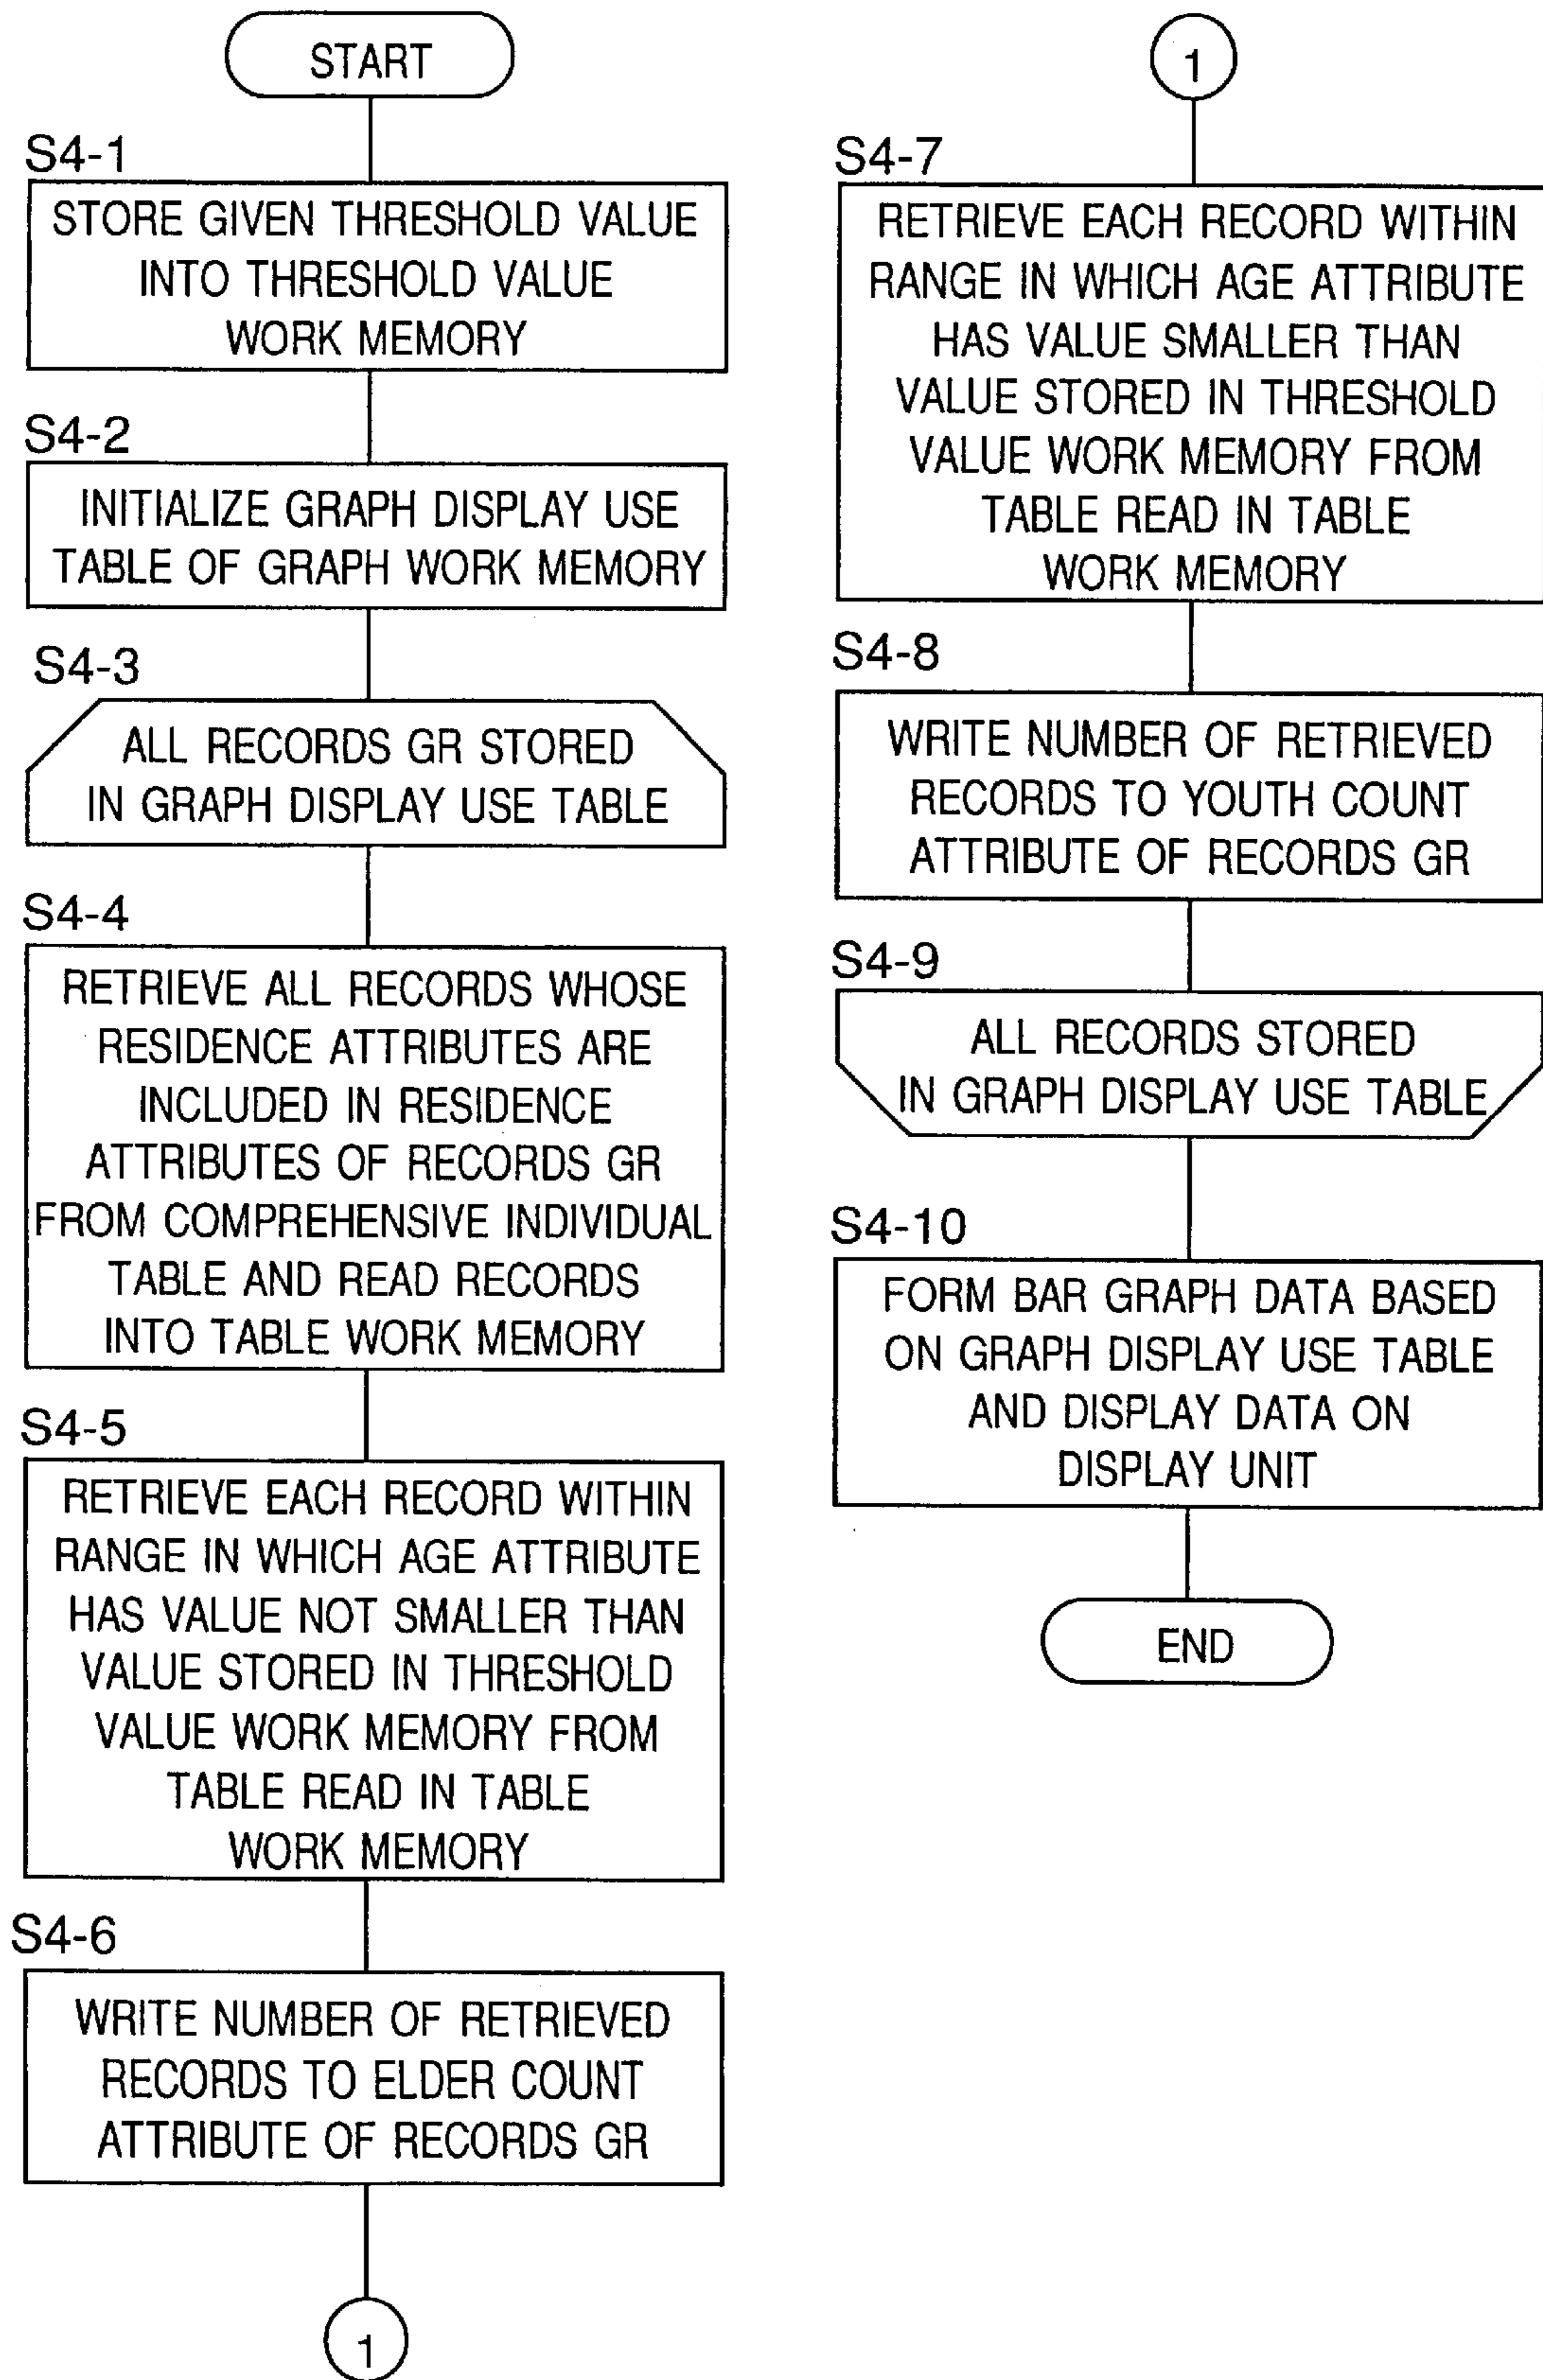 START
S4-1
STORE GIVEN THRESHOLD VALUE
INTO THRESHOLD VALUE
WORK MEMORY
S4-2
INITIALIZE GRAPH DISPLAY USE
TABLE OF GRAPH WORK MEMORY
S4-3
ALL RECORDS GR STORED
IN GRAPH DISPLAY USE TABLE
S4-4
RETRIEVE ALL RECORDS WHOSE
RESIDENCE ATTRIBUTES ARE
INCLUDED IN RESIDENCE
ATTRIBUTES OF RECORDS GR
FROM COMPREHENSIVE INDIVIDUAL
TABLE AND READ RECORDS
INTO TABLE WORK MEMORY
S4-5
RETRIEVE EACH RECORD WITHIN
RANGE IN WHICH AGE ATTRIBUTE
HAS VALUE NOT SMALLER THAN
VALUE STORED IN THRESHOLD
VALUE WORK MEMORY FROM
TABLE READ IN TABLE
WORK MEMORY
S4-6
WRITE NUMBER OF RETRIEVED
RECORDS TO ELDER COUNT
ATTRIBUTE OF RECORDS GR
1
1
S4-7
RETRIEVE EACH RECORD WITHIN
RANGE IN WHICH AGE ATTRIBUTE
HAS VALUE SMALLER THAN
VALUE STORED IN THRESHOLD
VALUE WORK MEMORY FROM
TABLE READ IN TABLE
WORK MEMORY
S4-8
WRITE NUMBER OF RETRIEVED
RECORDS TO YOUTH COUNT
ATTRIBUTE OF RECORDS GR
S4-9
ALL RECORDS STORED
IN GRAPH DISPLAY USE TABLE
S4-10
FORM BAR GRAPH DATA BASED
ON GRAPH DISPLAY USE TABLE
AND DISPLAY DATA ON
DISPLAY UNIT
END